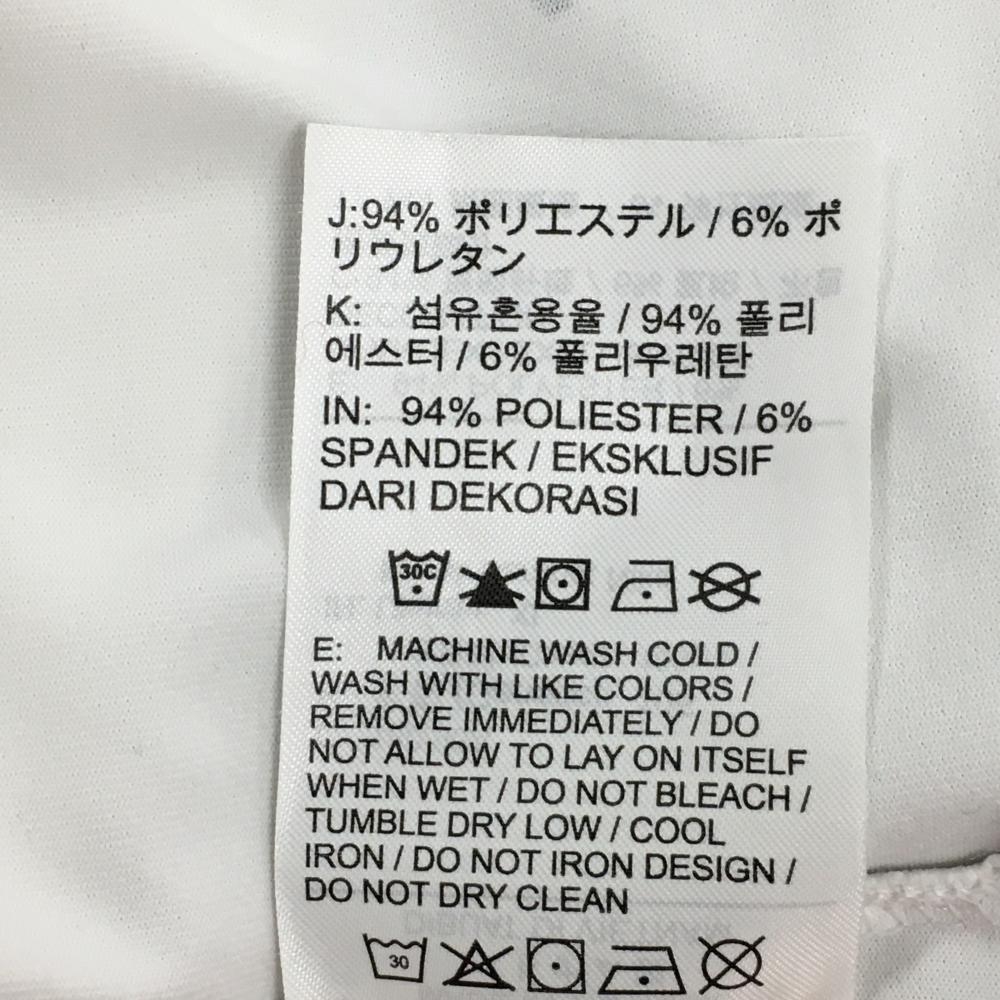 J:94% ポリエステル / 6% ポ
リウレタン
K: 섬유혼용율 / 94% 폴리
에스터 / 6% 폴리우레탄
IN: 94% POLIESTER / 6%
SPANDEK / EKSKLUSIF
DARI DEKORASI
30C
E: MACHINE WASH COLD /
WASH WITH LIKE COLORS /
REMOVE IMMEDIATELY / DO
NOT ALLOW TO LAY ON ITSELF
WHEN WET / DO NOT BLEACH /
TUMBLE DRY LOW / COOL
IRON / DO NOT IRON DESIGN /
DO NOT DRY CLEAN
30